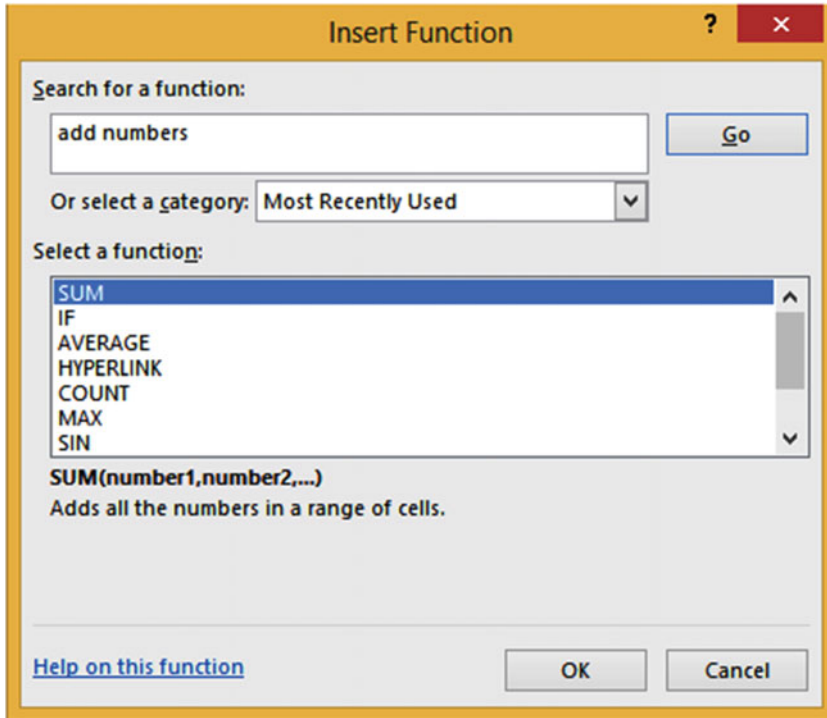 Insert Function
?
×
Search for a function:
add numbers
Go
Or select a category: Most Recently Used
Select a function:
SUM
IF
AVERAGE
HYPERLINK
COUNT
MAX
SIN
SUM(number1,number2,...)
Adds all the numbers in a range of cells.
Help on this function
OK
Cancel